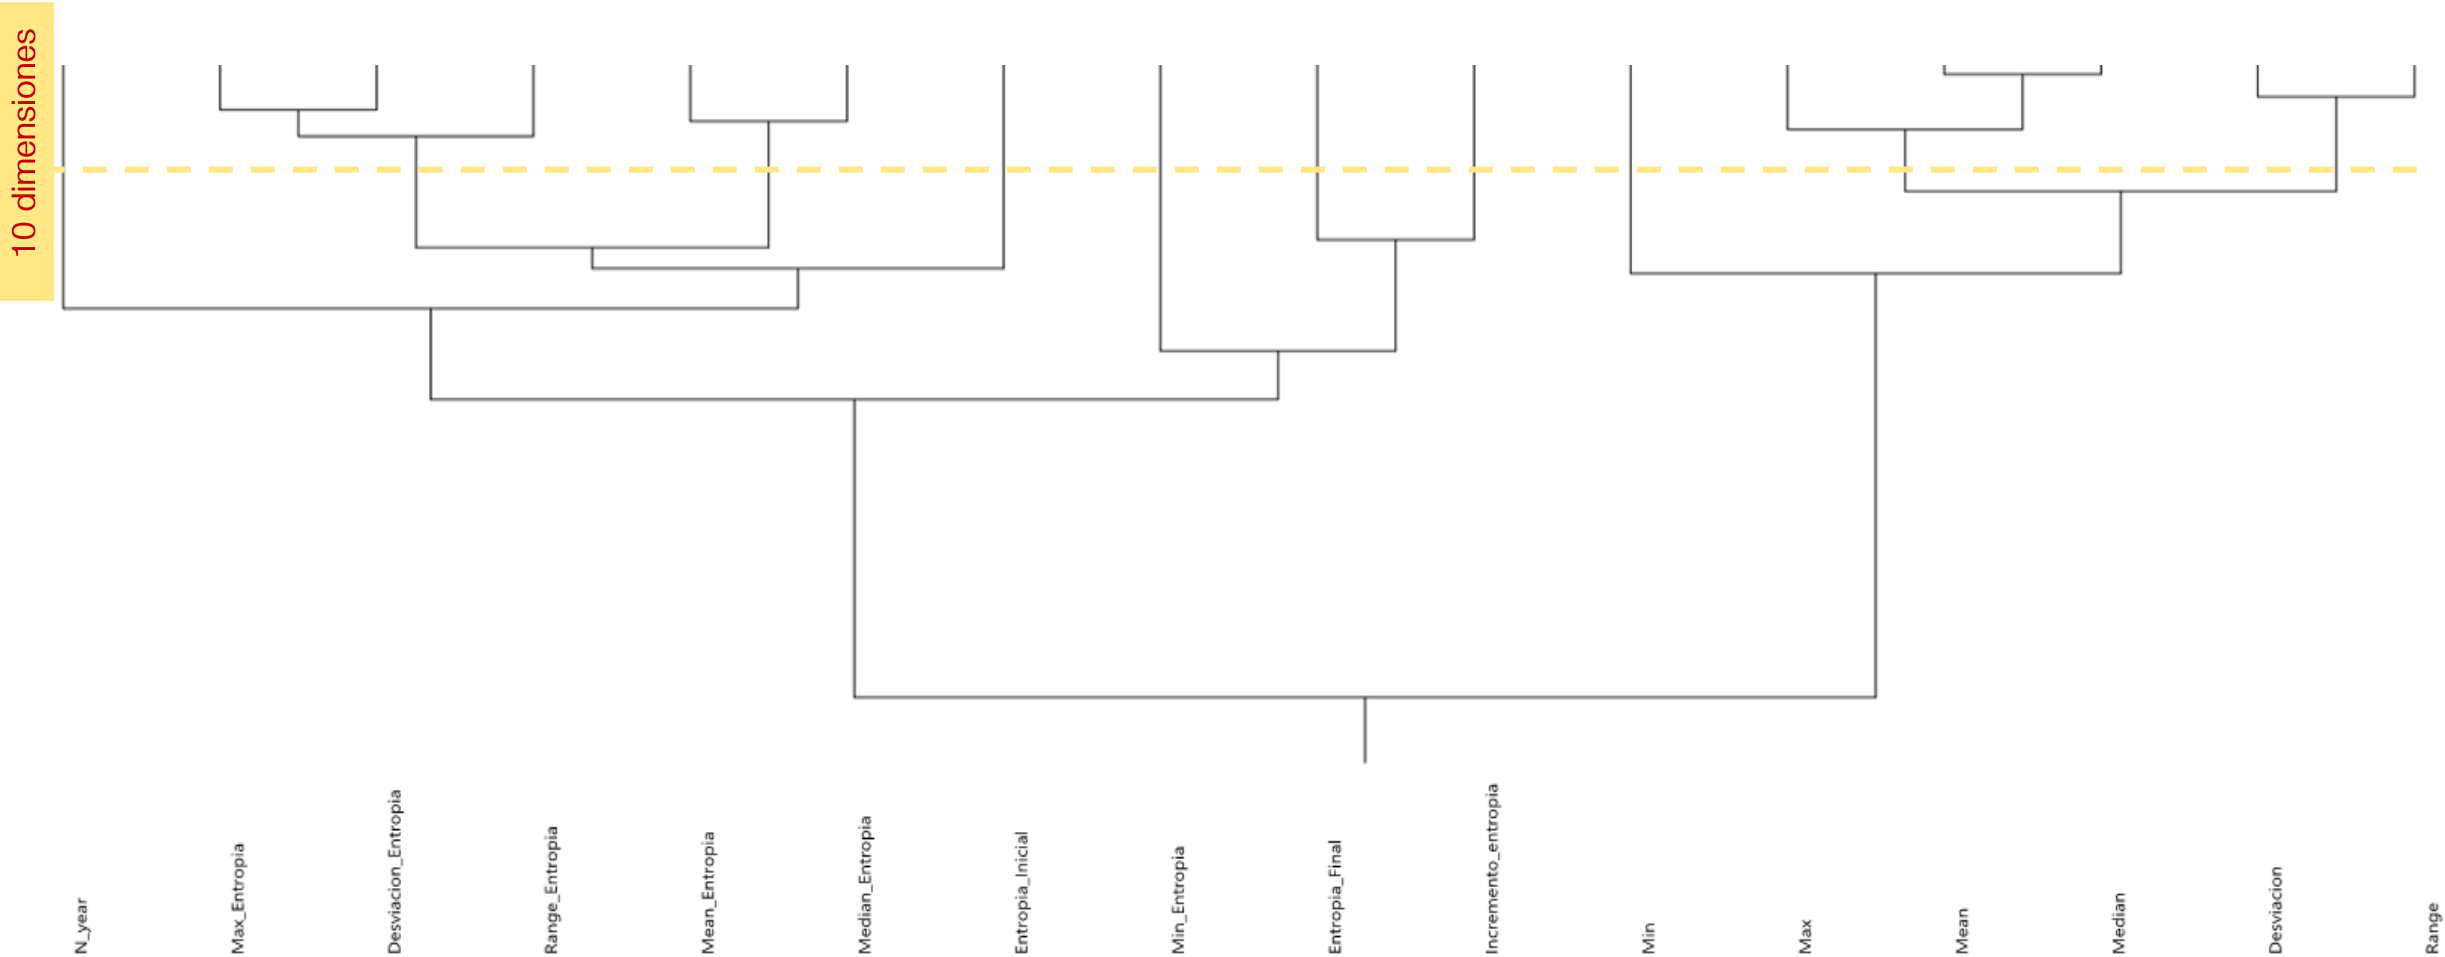 10 dimensiones
N_year
Max_Entropia
Desviacion_Entropia
Range_Entropia
Mean_Entropia
Median_Entropia
Entropia_Inicial
Min_Entropia
Entropia_Final
Incremento_entropia
Min
Max
Mean
Median
Desviacion
Range